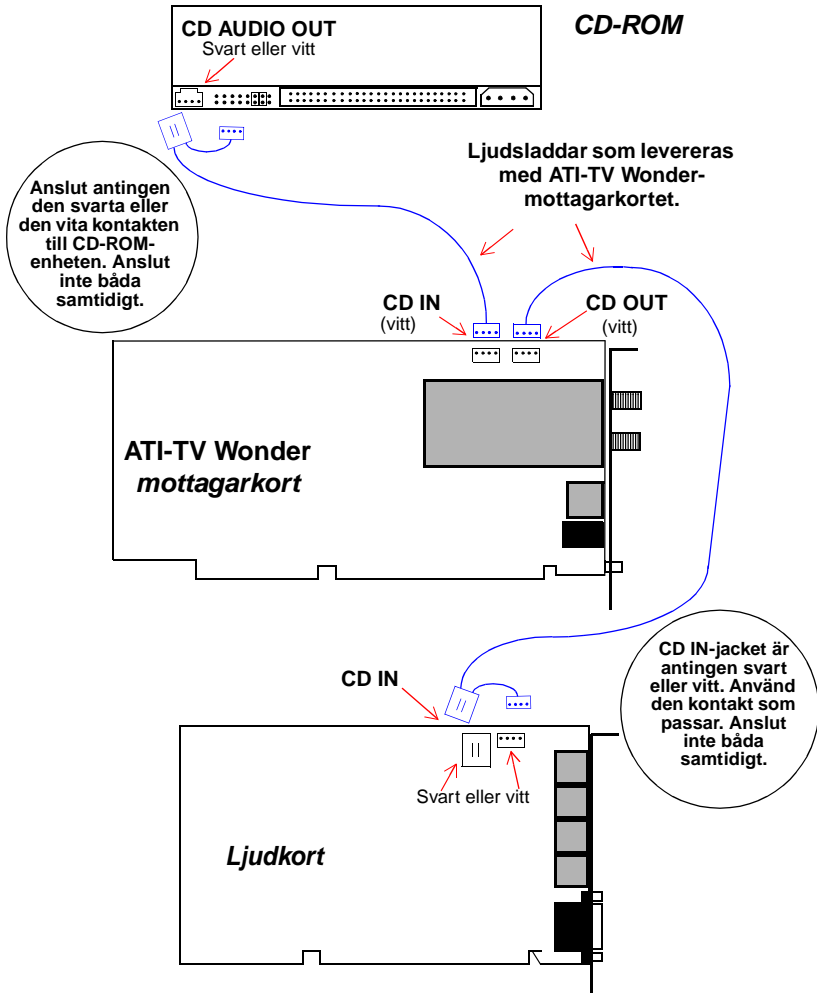 CD-ROM
CD AUDIO OUT
Svart eller vitt
Ljudsladdar som levereras
med ATI-TV Wonder-
mottagarkortet.
Anslut antingen
den svarta eller
den vita kontakten
till CD-ROM-
enheten. Anslut
inte båda
samtidigt.
CD IN
(vitt)
CD OUT
(vitt)
ATI-TV Wonder
mottagarkort
CD IN-jacket är
antingen svart
eller vitt. Använd
den kontakt som
passar. Anslut
inte båda
samtidigt.
CD IN
Svart eller vitt
Ljudkort